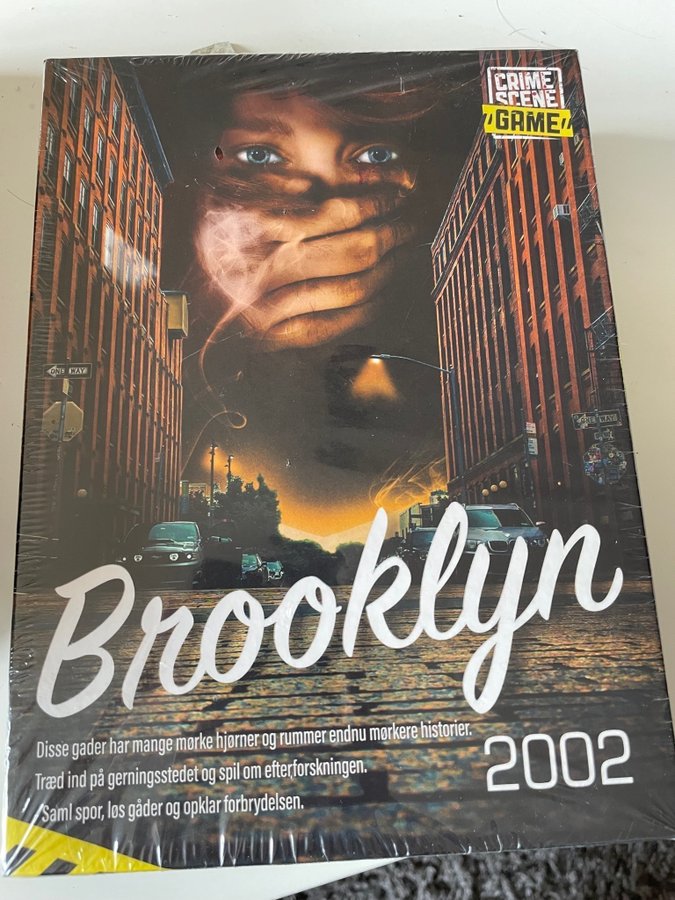 CRIME
SCENE
GAME
ONE WAY
ONE WAY
Brooklyn
Disse gader har mange mørke hjørner og rummer endnu mørkere historier.
Træd ind på gerningsstedet og spil om efterforskningen.
Saml spor, løs gåder og opklar forbrydelsen.
2002